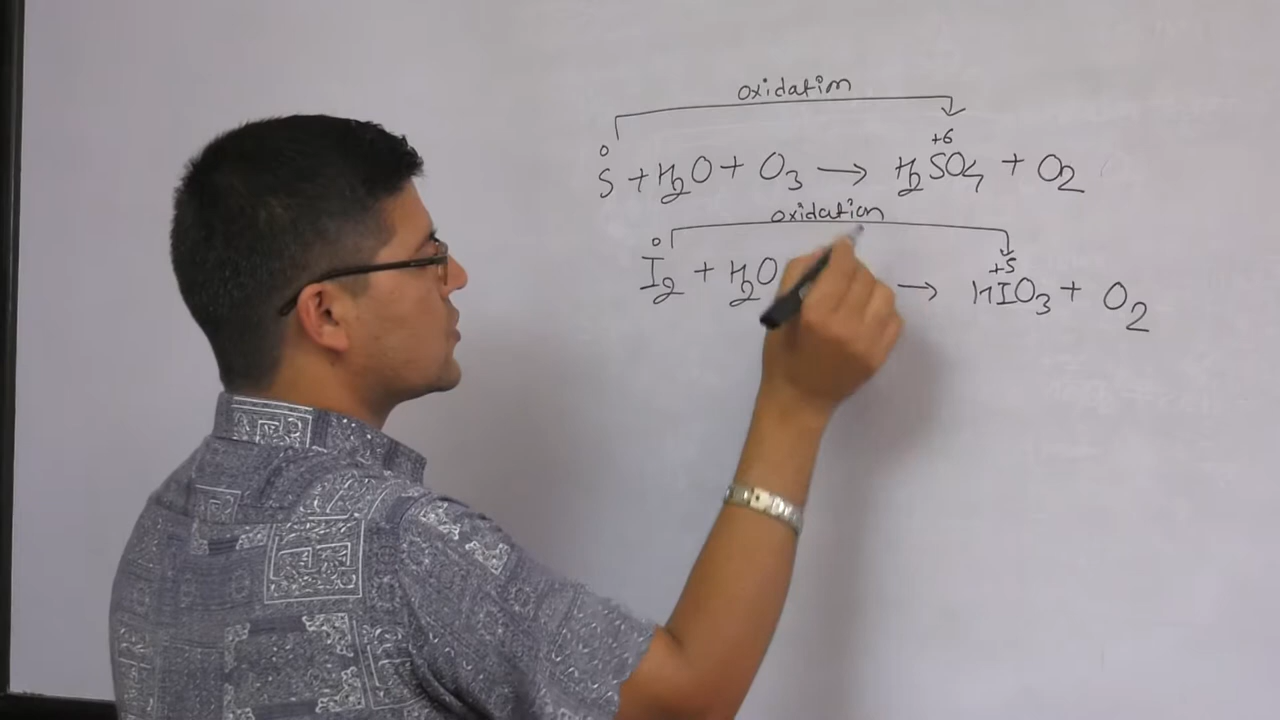 oxidation
0 +6
S + H2O + O3 → H2SO4 + O2
oxidation
0 +5
I2 + H2O → HIO3 + O2